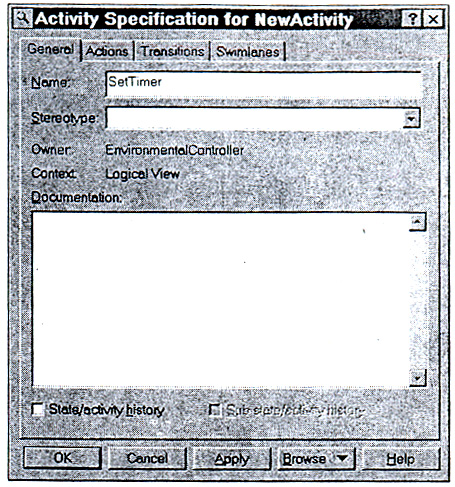 Activity Specification for NewActivity
General Actions Transitions Swimlanes
Name: SetTimer
Stereotype:
Owner: EnvironmentalController
Context: Logical View
Documentation:
State/activity history Sub state/activity history
OK Cancel Apply Browse Help